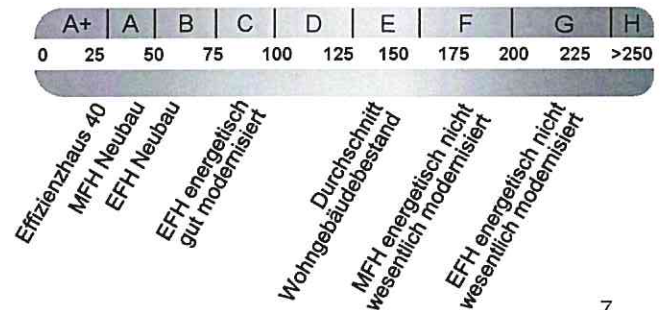 A+ A B C D E F G H
0 25 50 75 100 125 150 175 200 225 >250
Effizienzhaus 40
MFH Neubau
EFH Neubau
EFH energetisch
gut modernisiert
Durchschnitt
Wohngebäudebestand
MFH energetisch nicht
wesentlich modernisiert
EFH energetisch nicht
wesentlich modernisiert
7